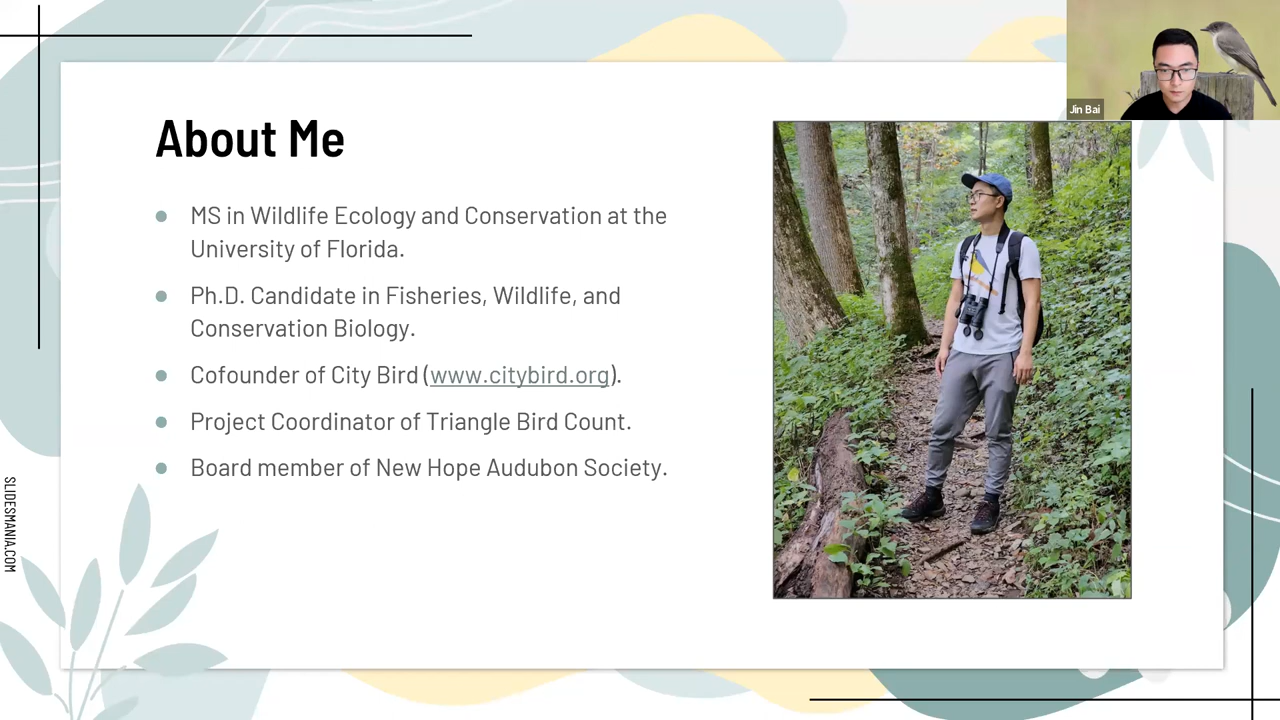 Jin Bai
About Me
MS in Wildlife Ecology and Conservation at the
University of Florida.
Ph.D. Candidate in Fisheries, Wildlife, and
Conservation Biology.
Cofounder of City Bird (www.citybird.org).
Project Coordinator of Triangle Bird Count.
Board member of New Hope Audubon Society.
SLIDESMANIA.COM